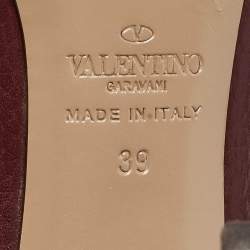 V
VALENTINO
GARAVANI
MADE IN ITALY
39